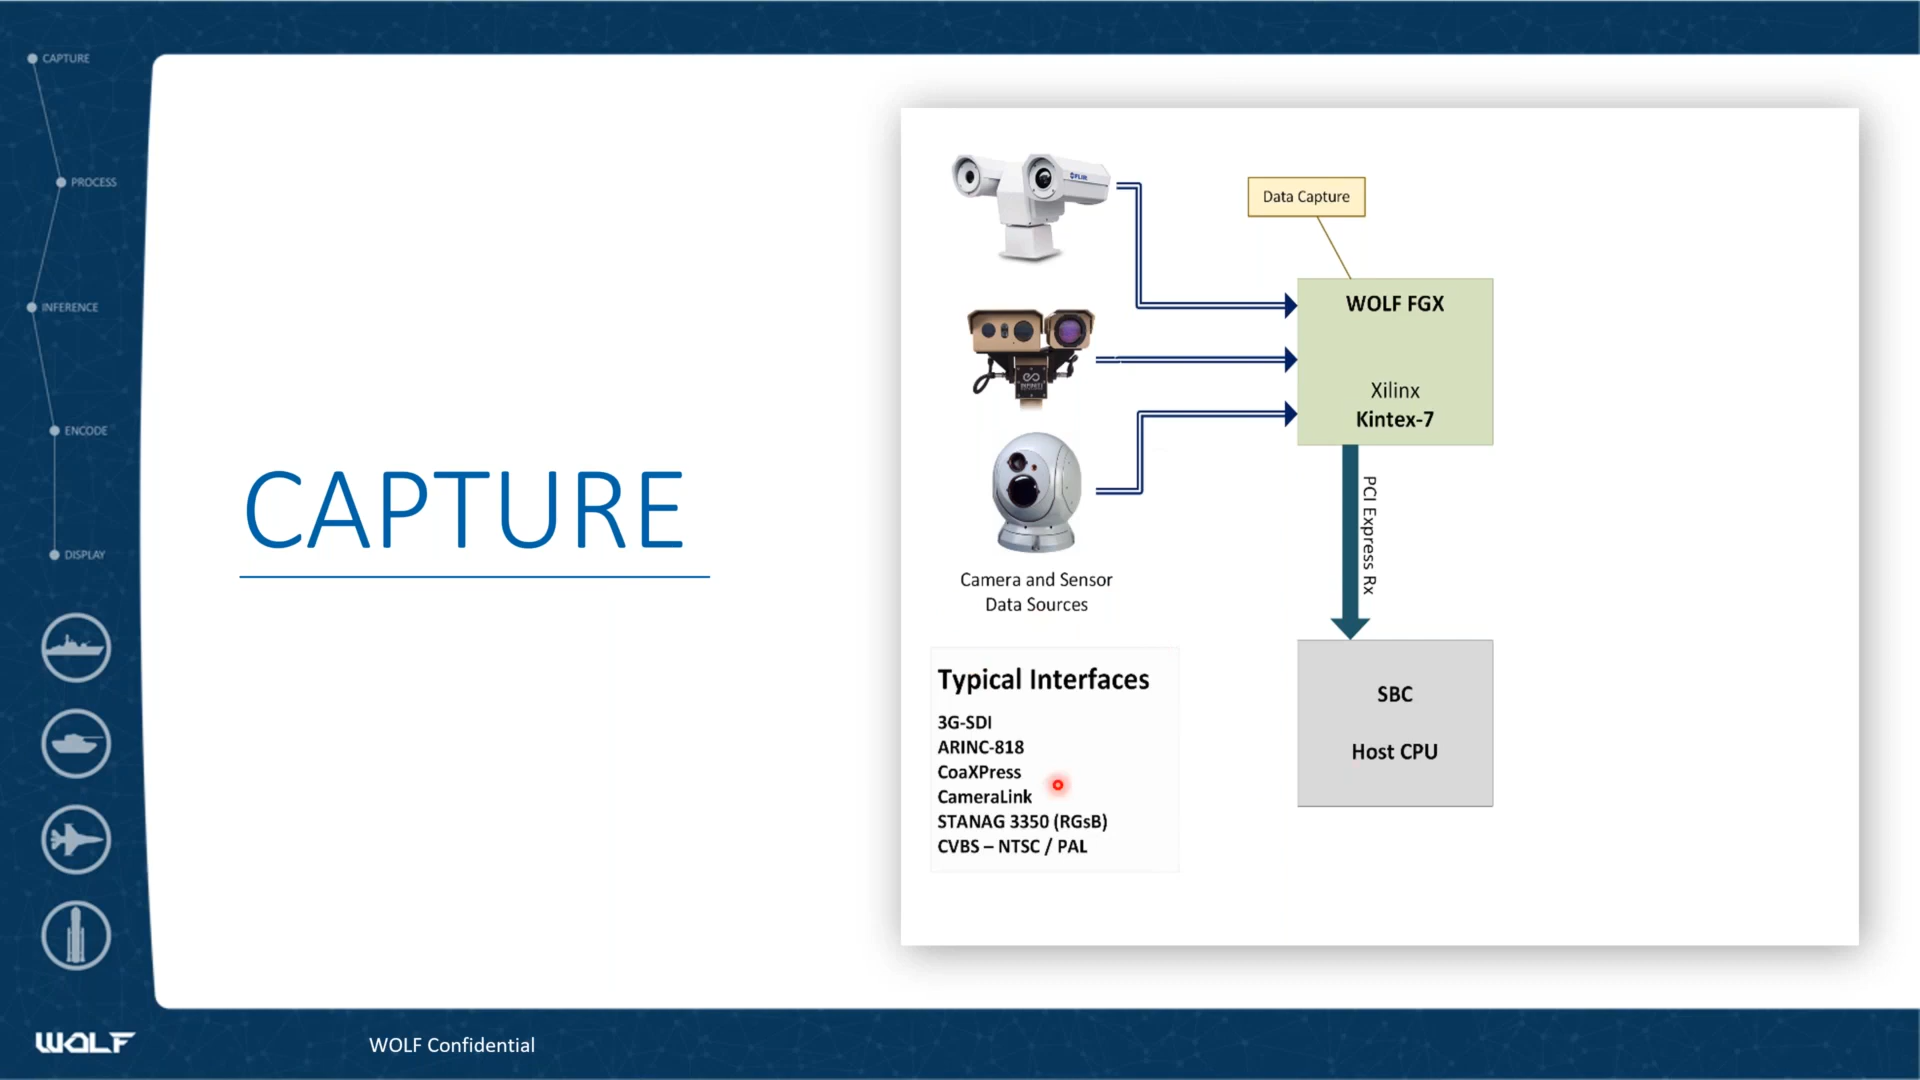 CAPTURE
PROCESS
INFERENCE
ENCODE
DISPLAY
CAPTURE
FLIR
INFINITI
Camera and Sensor
Data Sources
Data Capture
WOLF FGX
Xilinx
Kintex-7
PCI Express Rx
SBC
Host CPU
Typical Interfaces
3G-SDI
ARINC-818
CoaXPress
CameraLink
STANAG 3350 (RGsB)
CVBS – NTSC / PAL
WOLF
WOLF Confidential